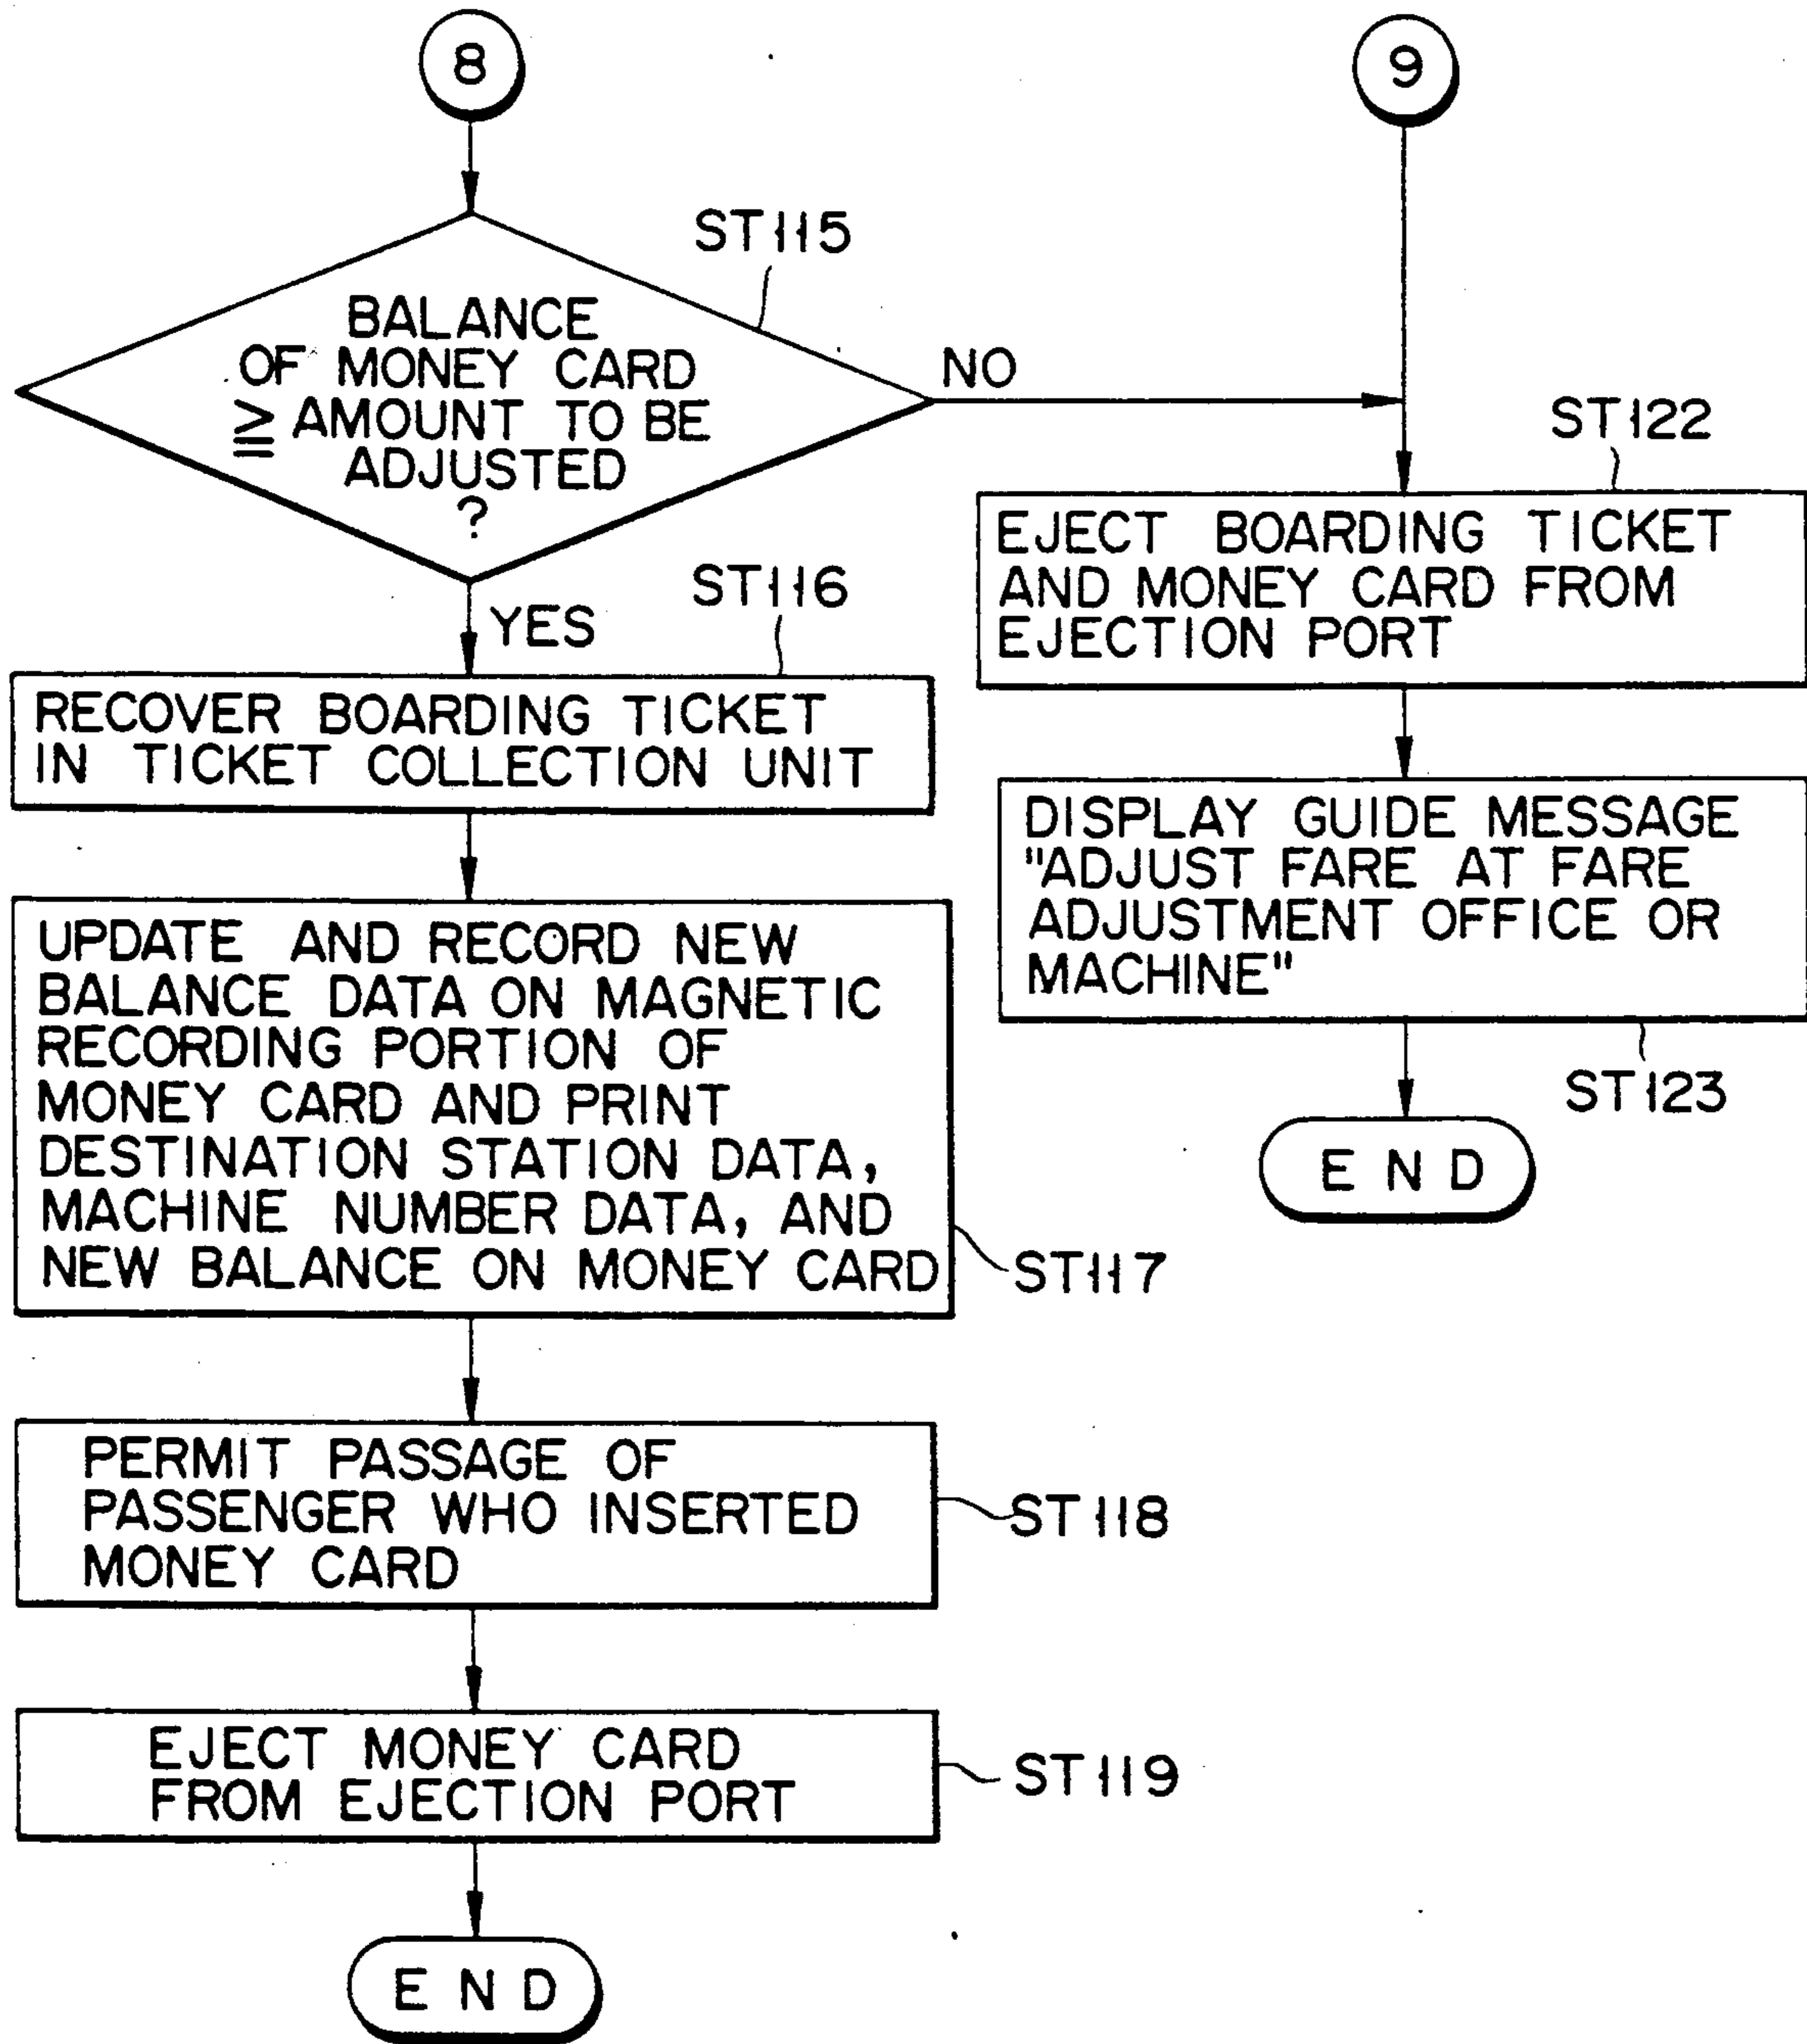 8
ST115
BALANCE
OF MONEY CARD
≧ AMOUNT TO BE
ADJUSTED
?
NO
YES
ST116
RECOVER BOARDING TICKET
IN TICKET COLLECTION UNIT
UPDATE AND RECORD NEW
BALANCE DATA ON MAGNETIC
RECORDING PORTION OF
MONEY CARD AND PRINT
DESTINATION STATION DATA,
MACHINE NUMBER DATA, AND
NEW BALANCE ON MONEY CARD
ST117
PERMIT PASSAGE OF
PASSENGER WHO INSERTED
MONEY CARD
ST118
EJECT MONEY CARD
FROM EJECTION PORT
ST119
END
9
ST122
EJECT BOARDING TICKET
AND MONEY CARD FROM
EJECTION PORT
DISPLAY GUIDE MESSAGE
"ADJUST FARE AT FARE
ADJUSTMENT OFFICE OR
MACHINE"
ST123
END